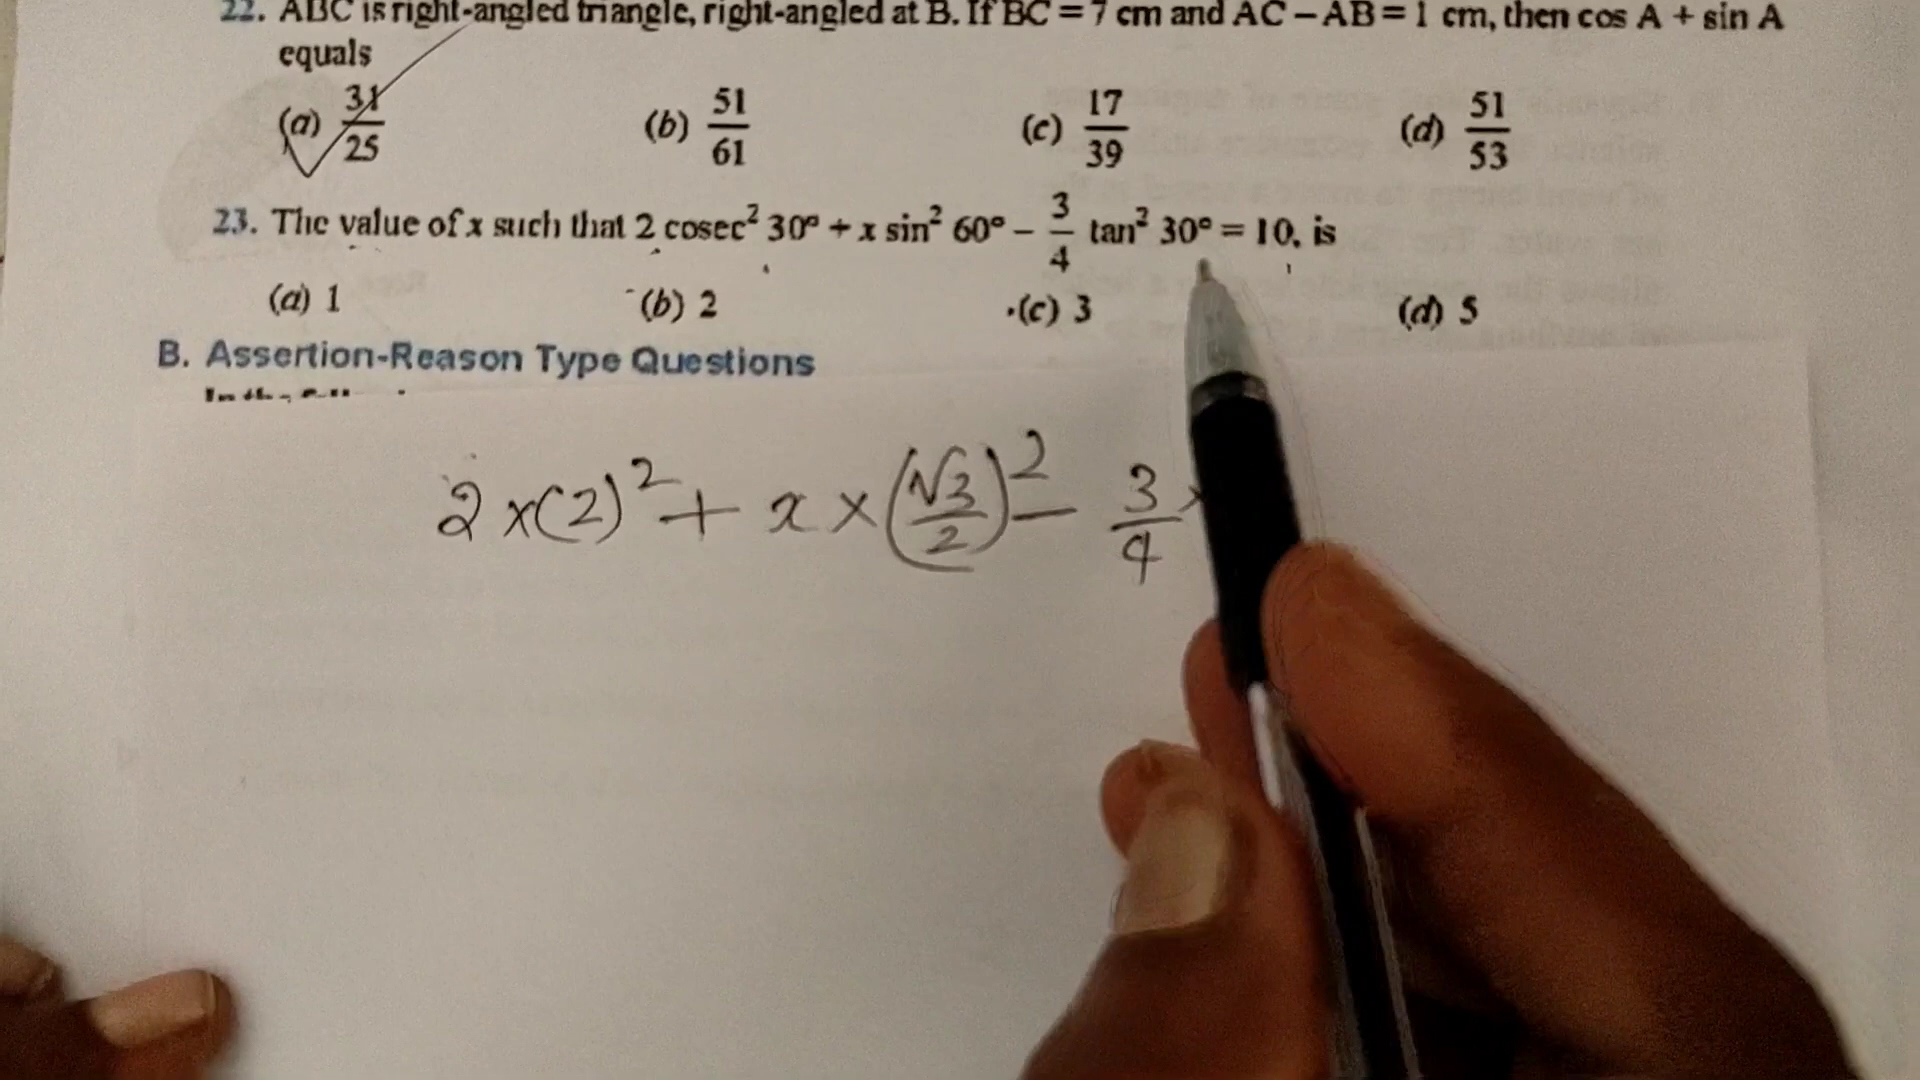 22. ABC is right-angled triangle, right-angled at B. If BC = 7 cm and AC – AB = 1 cm, then cos A + sin A
equals
(a) 31/25 (b) 51/61 (c) 17/39 (d) 51/53
23. The value of x such that 2 cosec² 30° + x sin² 60° – 3/4 tan² 30° = 10, is
(a) 1 (b) 2 (c) 3 (d) 5
B. Assertion-Reason Type Questions
2 × (2)² + x × (√3/2)² – 3/4 ×